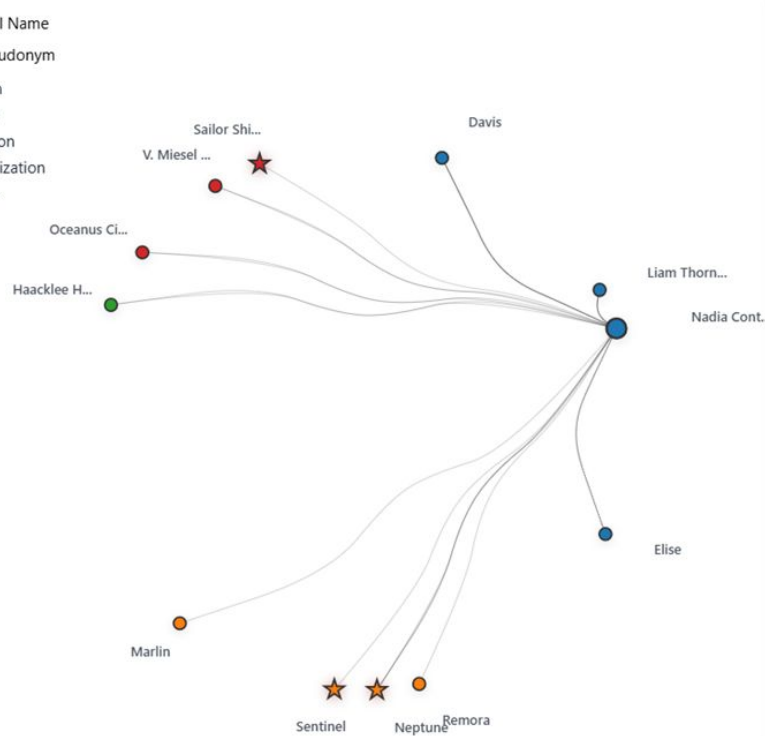 l Name
udonym
ion
ization
Sailor Shi...
Davis
V. Miesel ...
Oceanus Ci...
Liam Thorn...
Haacklee H...
Nadia Cont..
Elise
Marlin
Sentinel
Neptune
Remora